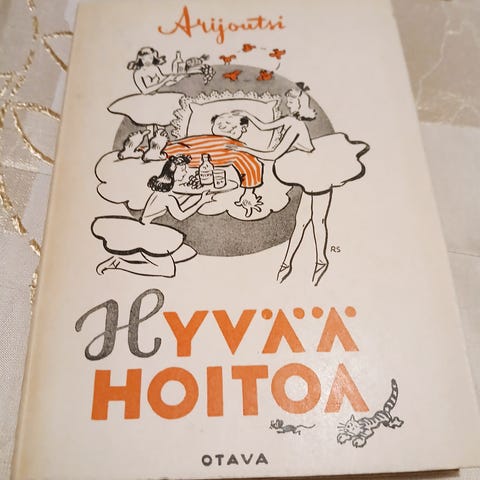 Arijoutsi
RS
HYVÄÄ
HOITOA
OTAVA